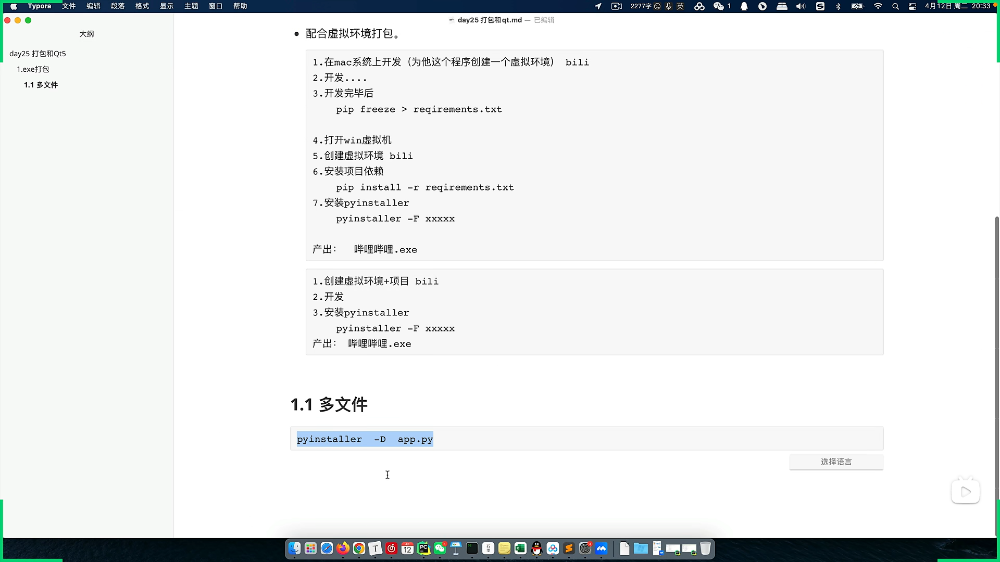 Typora 文件 编辑 段落 格式 显示 主题 窗口 帮助 2277字 英 1 4月12日 周二 20:33
day25 打包和qt.md — 已编辑
大纲
day25 打包和Qt5
1.exe打包
1.1 多文件
配合虚拟环境打包。
1.在mac系统上开发（为他这个程序创建一个虚拟环境） bili
2.开发....
3.开发完毕后
pip freeze > reqirements.txt
4.打开win虚拟机
5.创建虚拟环境 bili
6.安装项目依赖
pip install -r reqirements.txt
7.安装pyinstaller
pyinstaller -F xxxxx
产出： 哔哩哔哩.exe
1.创建虚拟环境+项目 bili
2.开发
3.安装pyinstaller
pyinstaller -F xxxxx
产出： 哔哩哔哩.exe
1.1 多文件
pyinstaller -D app.py
选择语言